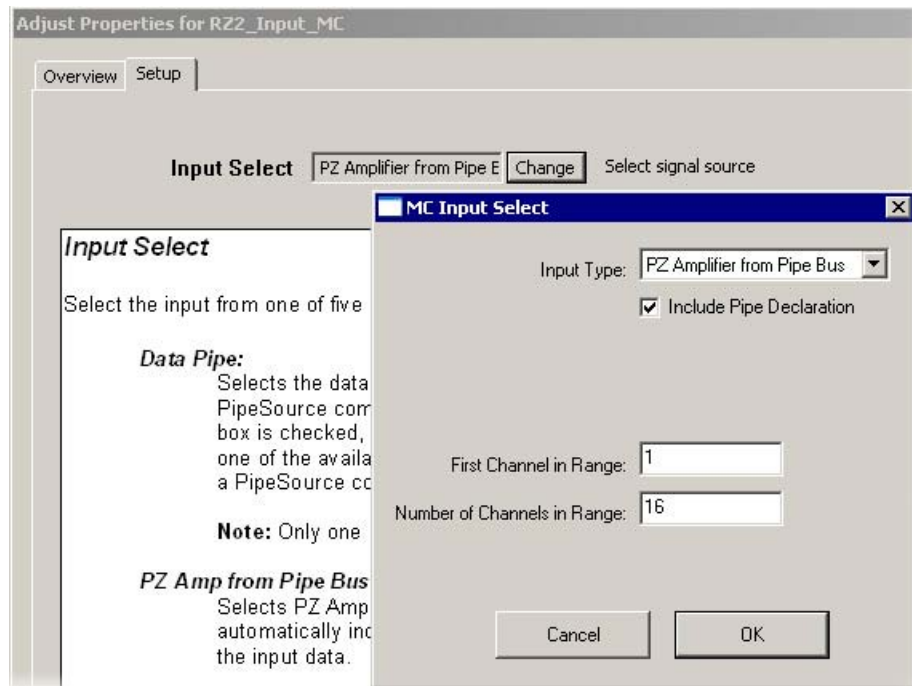 Adjust Properties for RZ2_Input_MC
Overview
Setup
Input Select
PZ Amplifier from Pipe
Change
Select signal source
Input Select
Select the input from one of five
Data Pipe:
Selects the data
PipeSource
box is checked,
one of the
a PipeSource
Note: Only one
PZ Amp from Pipe Bus
Selects PZ Amp
automatically
the input data.
MC Input Select
Input Type: PZ Amplifier from Pipe Bus
Include Pipe Declaration
First Channel in Range: 1
Number of Channels in Range: 16
Cancel
OK